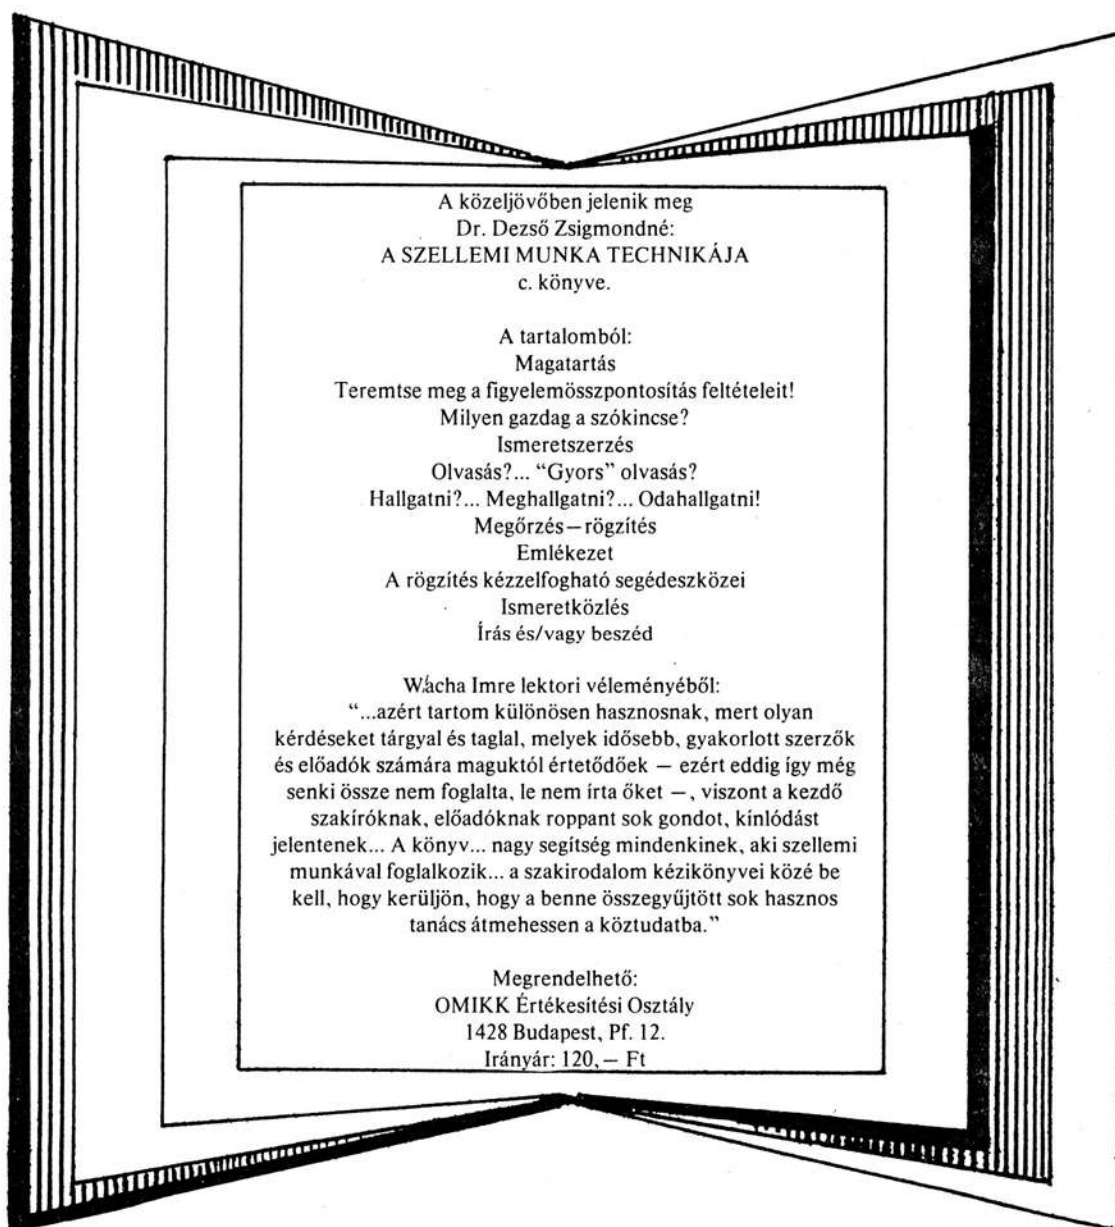 A közeljövőben jelenik meg
Dr. Dezső Zsigmondné:
A SZELLEMI MUNKA TECHNIKÁJA
c. könyve.
A tartalomból:
Magatartás
Teremtse meg a figyelemösszpontosítás feltételeit!
Milyen gazdag a szókincse?
Ismeretszerzés
Olvasás?... “Gyors” olvasás?
Hallgatni?... Meghallgatni?... Odahallgatni!
Megőrzés—rögzítés
Emlékezet
A rögzítés kézzelfogható segédeszközei
Ismeretközlés
Írás és/vagy beszéd
Wácha Imre lektori véleményéből:
“...azért tartom különösen hasznosnak, mert olyan
kérdéseket tárgyal és taglal, melyek idősebb, gyakorlott szerzők
és előadók számára maguktól értetődőek — ezért eddig így még
senki össze nem foglalta, le nem írta őket —, viszont a kezdő
szakíróknak, előadóknak roppant sok gondot, kínlódást
jelentenek... A könyv... nagy segítség mindenkinek, aki szellemi
munkával foglalkozik... a szakirodalom kézikönyvei közé be
kell, hogy kerüljön, hogy a benne összegyűjtött sok hasznos
tanács átmehessen a köztudatba.”
Megrendelhető:
OMIKK Értékesítési Osztály
1428 Budapest, Pf. 12.
Irányár: 120,— Ft